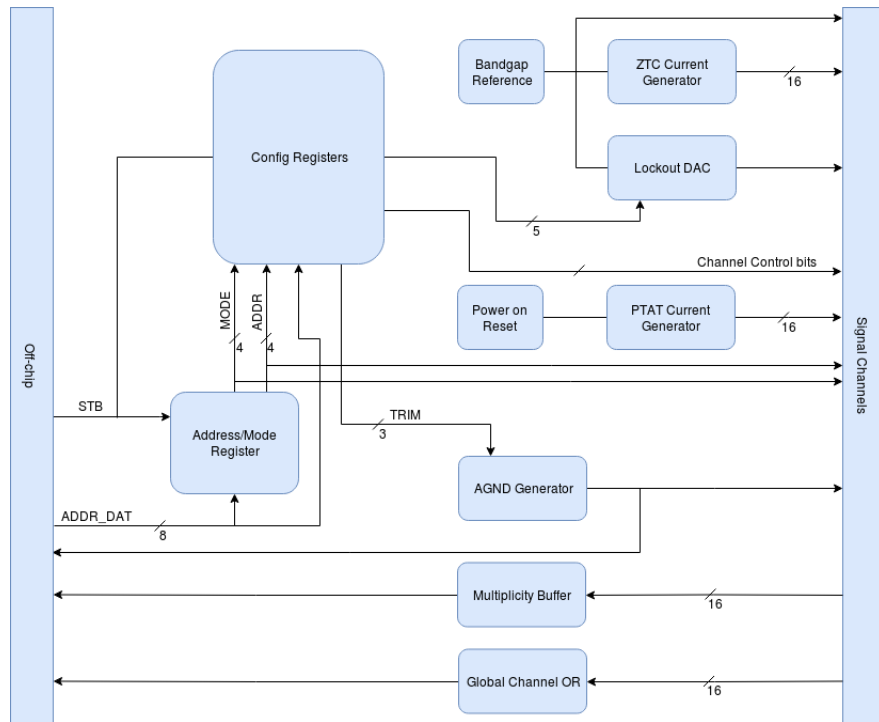 Bandgap
Reference
ZTC Current
Generator
16
Config Registers
Lockout DAC
5
Channel Control bits
MODE
ADDR
4
4
Power on
Reset
PTAT Current
Generator
16
Off-chip
Signal Channels
STB
Address/Mode
Register
TRIM
3
AGND Generator
ADDR_DAT
8
Multiplicity Buffer
16
Global Channel OR
16